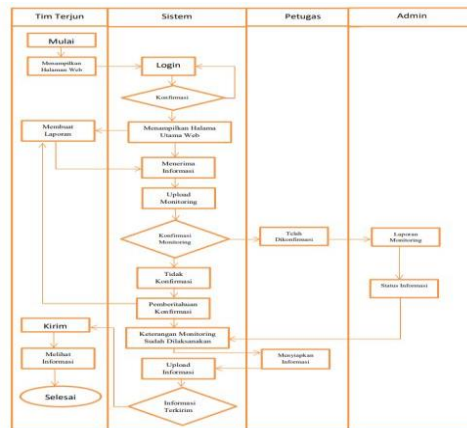 Tim Terjun
Sistem
Petugas
Admin
Mulai
Menampilkan
Halaman Web
Login
Konfirmasi
Membuat
Laporan
Menampilkan Halama
Utama Web
Menerima
Informasi
Upload
Monitoring
Konfirmasi
Monitoring
Telah
Dikonfirmasi
Laporan
Monitoring
Tidak
Konfirmasi
Status Informasi
Pemberitahuan
Konfirmasi
Kirim
Keterangan Monitoring
Sudah Dilaksanakan
Melihat
Informasi
Upload
Informasi
Menyiapkan
Informasi
Selesai
Informasi
Terkirim